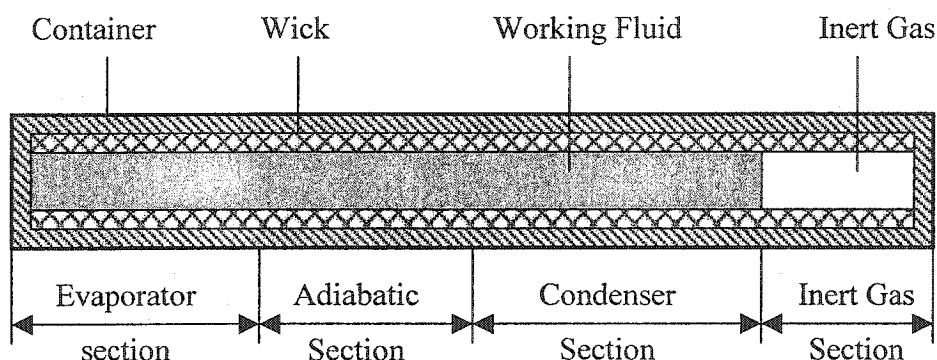 Container
Wick
Working Fluid
Inert Gas
Evaporator
Adiabatic
Condenser
Inert Gas
section
Section
Section
Section